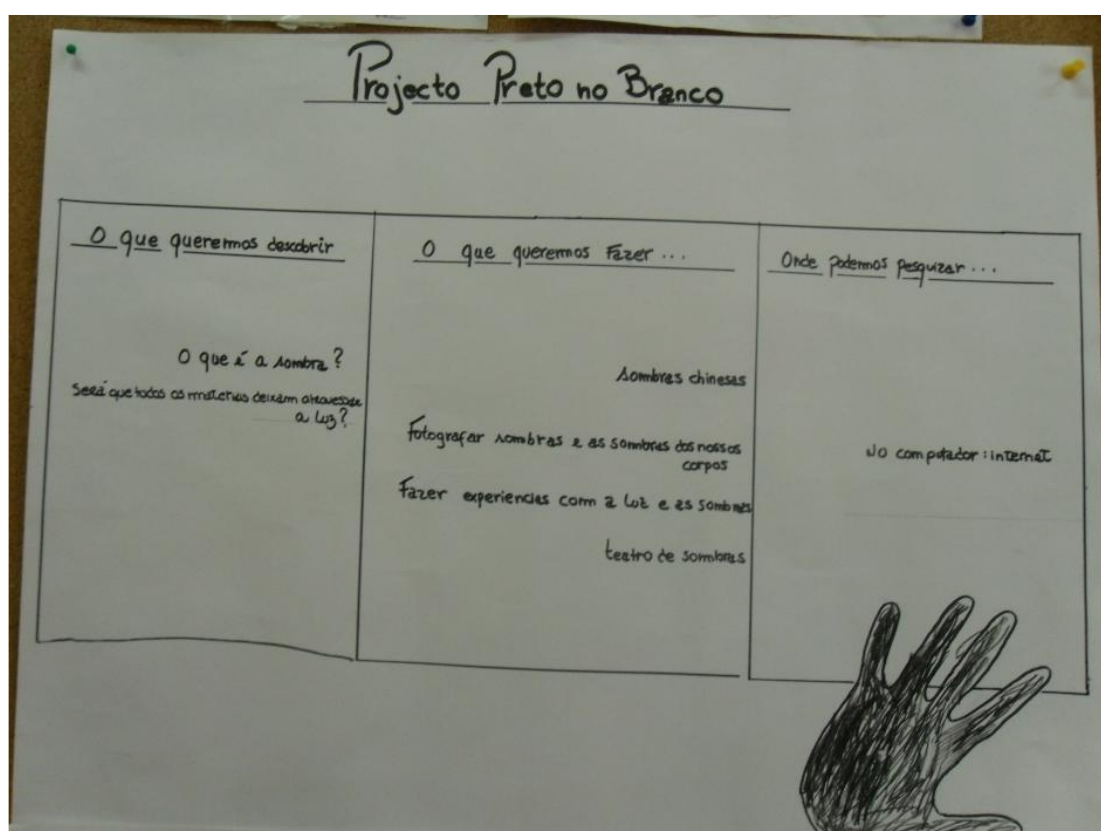 Projecto Preto no Branco
O que queremos descobrir
O que é a sombra?
Será que todos os materias deixam atravessar
a luz?
O que queremos Fazer ...
Sombras chinesas
Fotografar sombras e as sombras dos nossos
corpos
Fazer experiencias com a luz e as sombras
teatro de sombras
Onde podemos pesquizar ...
No computador : internet